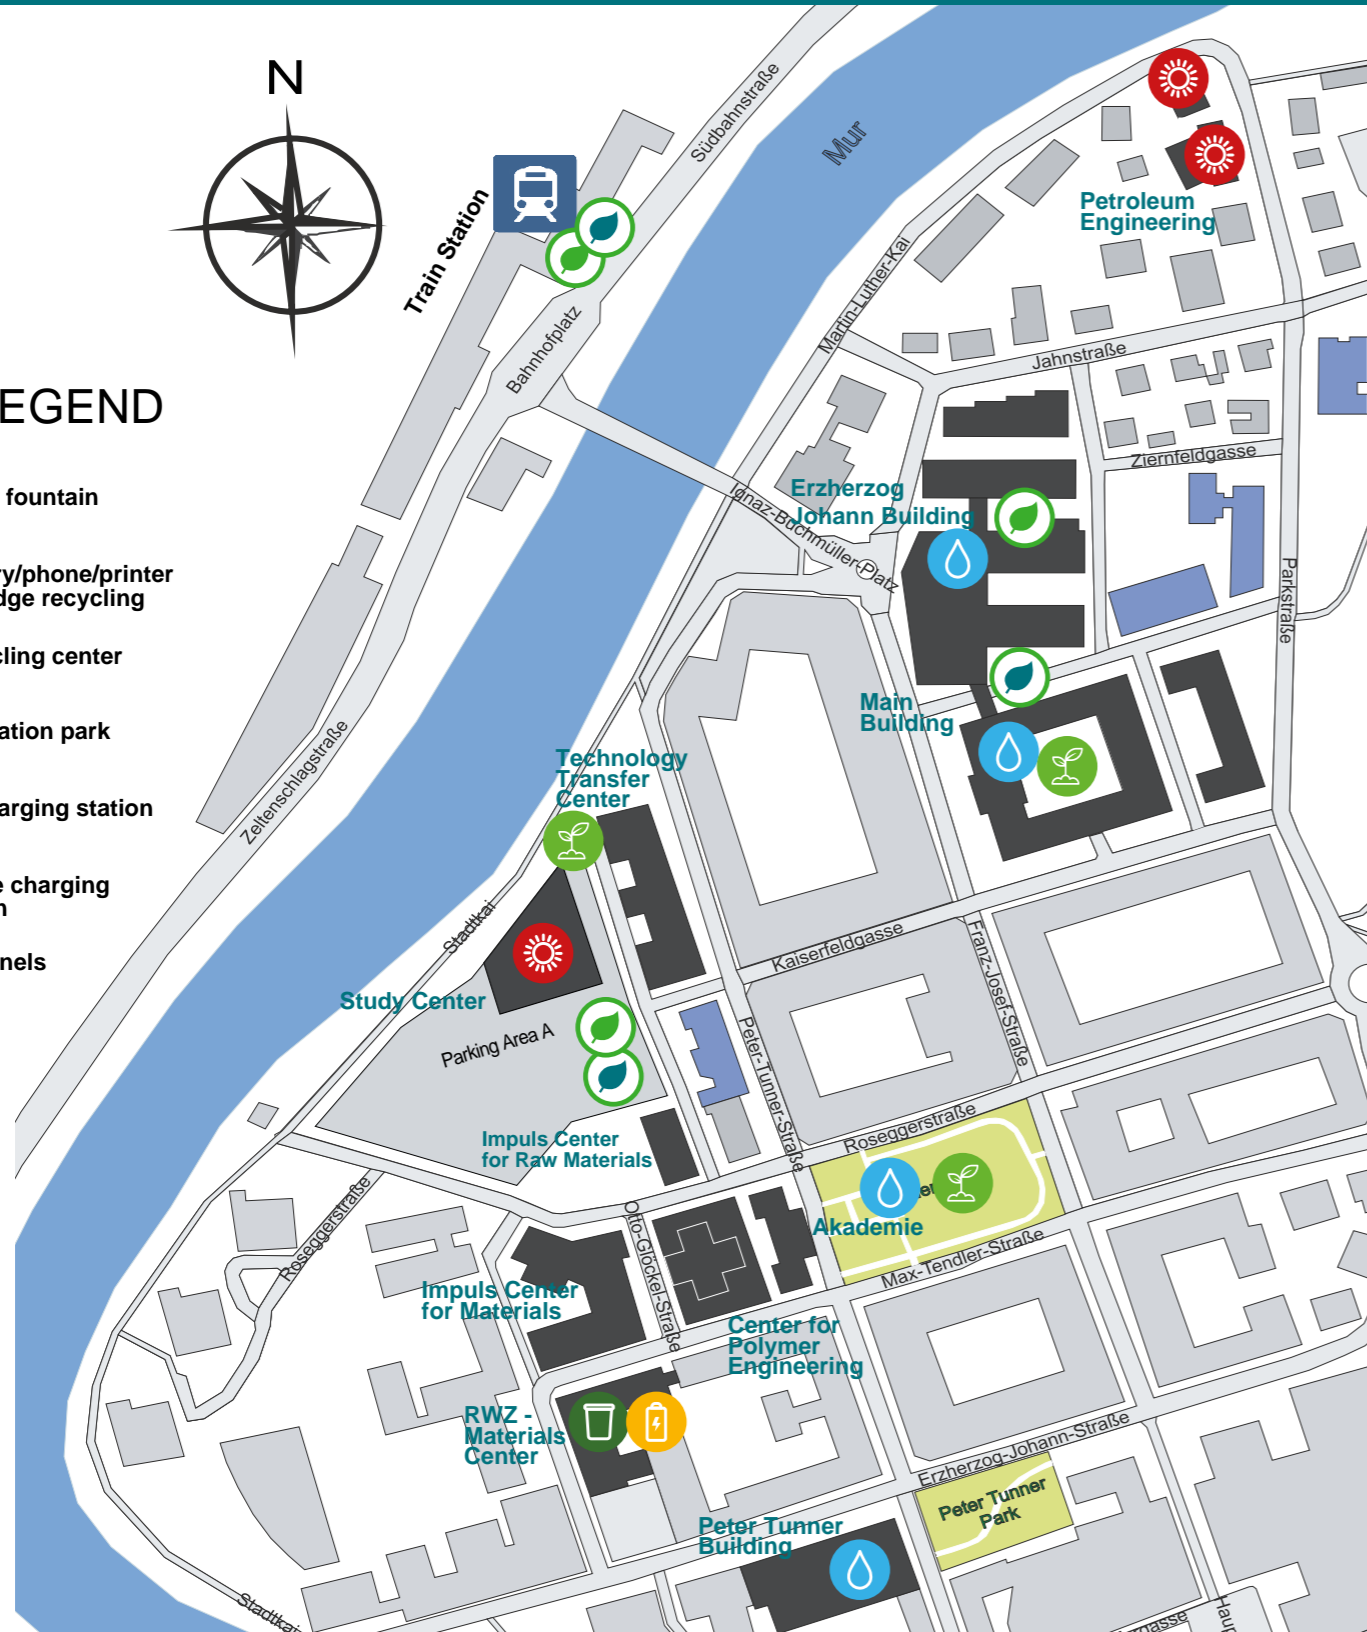 N
Train Station
Südbahnstraße
Mur
Petroleum
Engineering
Bahnhofplatz
Martin-Luther-Kai
Jahnstraße
EGEND
Ziernfeldgasse
Erzherzog
Johann Building
Ignaz-Buchmüller-Platz
fountain
y/phone/printer
dge recycling
Parkstraße
cling center
Main
Building
ation park
Zeltenschlagstraße
Technology
Transfer
Center
arging station
e charging
n
Stadtkai
Kaiserfeldgasse
Franz-Josef-Straße
nels
Study Center
Parking Area A
Peter-Tunner-Straße
Impuls Center
for Raw Materials
Roseggerstraße
Akademie
Roseggerstraße
Otto-Glöckel-Straße
Max-Tendler-Straße
Impuls Center
for Materials
Center for
Polymer
Engineering
RWZ -
Materials
Center
Erzherzog-Johann-Straße
Peter Tunner
Park
Peter Tunner
Building
Stadtkai
Haup
gasse